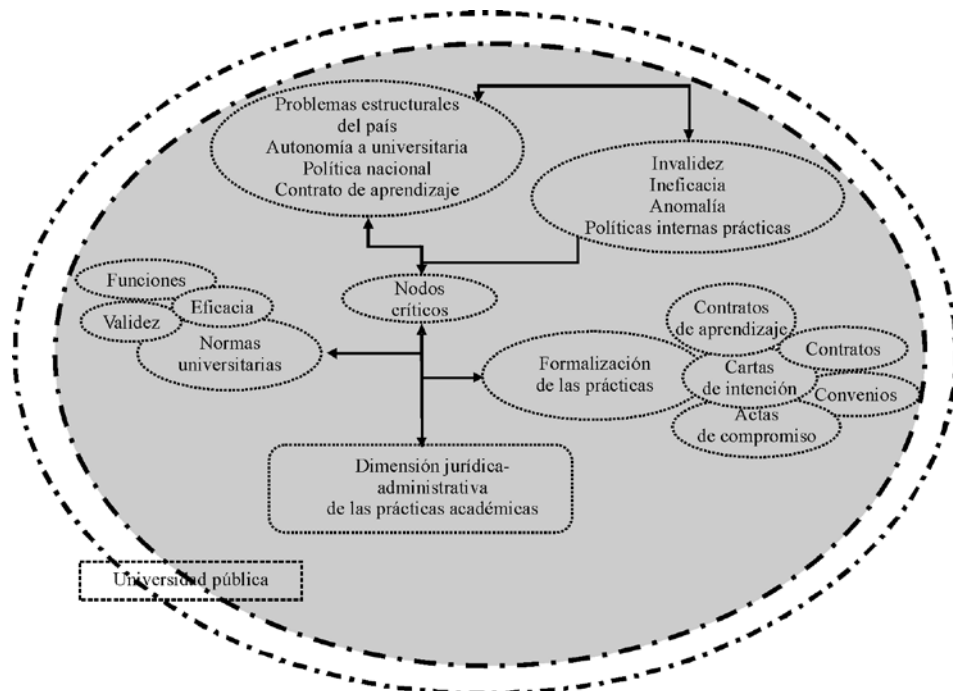 Problemas estructurales
del país
Autonomía a universitaria
Política nacional
Contrato de aprendizaje
Invalidez
Ineficacia
Anomalía
Políticas internas prácticas
Nodos
críticos
Funciones
Eficacia
Validez
Normas
universitarias
Formalización
de las prácticas
Contratos
de aprendizaje
Contratos
Cartas
de intención
Convenios
Actas
de compromiso
Dimensión jurídica-
administrativa
de las prácticas académicas
Universidad pública